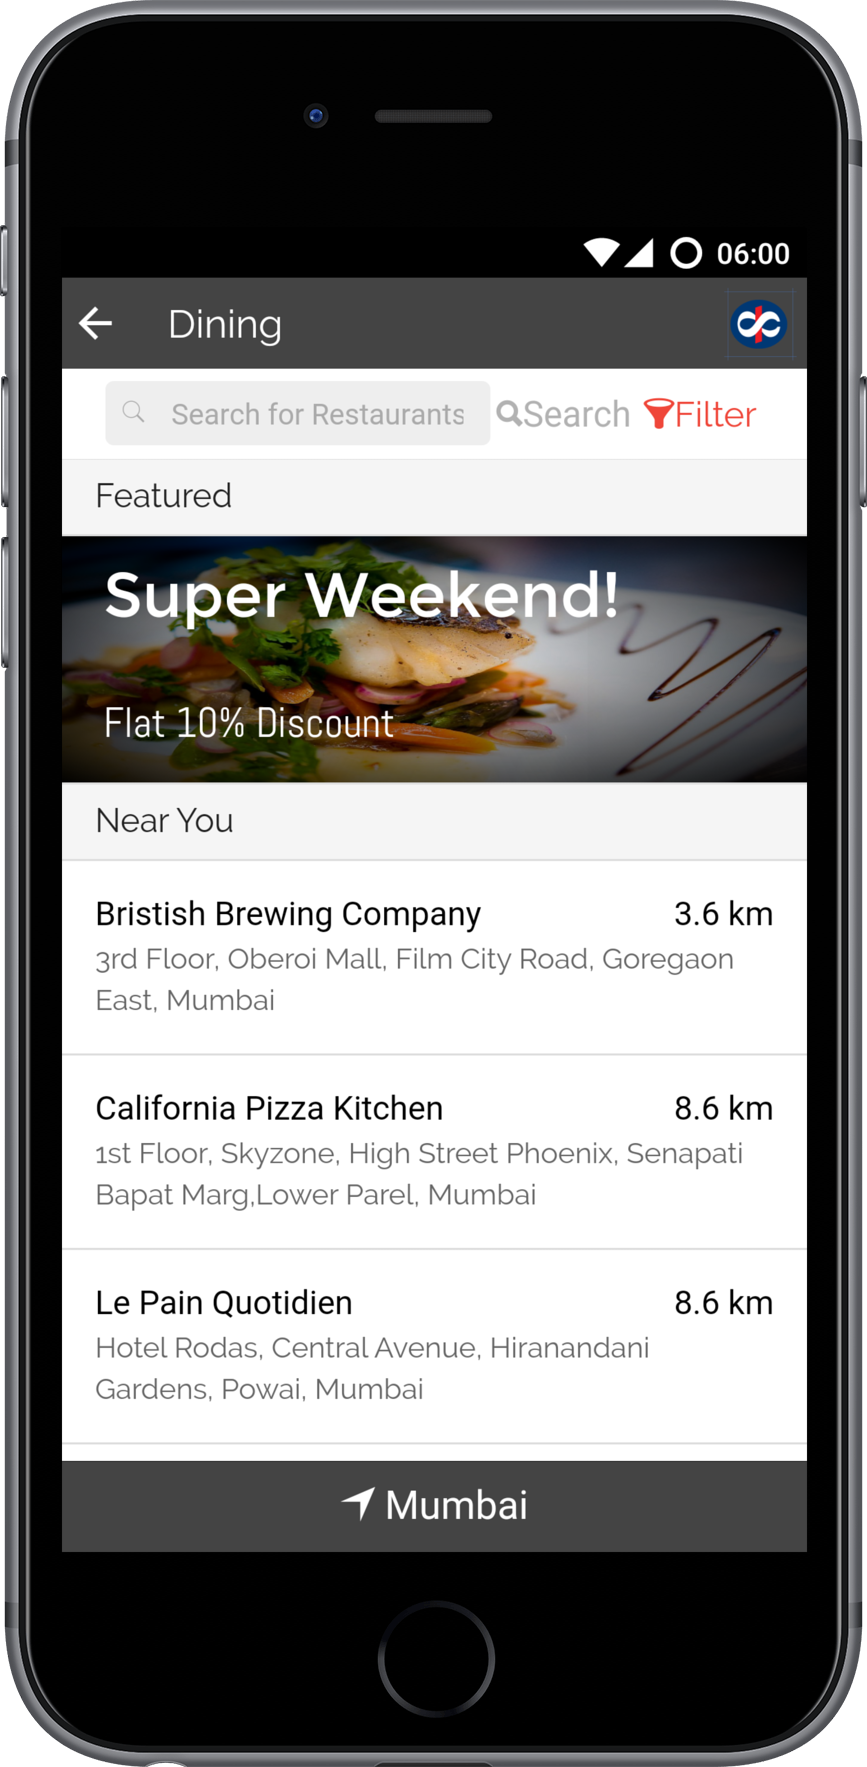 06:00
Dining
Search for Restaurants
Search
Filter
Featured
Super Weekend!
Flat 10% Discount
Near You
Bristish Brewing Company 3.6 km
3rd Floor, Oberoi Mall, Film City Road, Goregaon
East, Mumbai
California Pizza Kitchen 8.6 km
1st Floor, Skyzone, High Street Phoenix, Senapati
Bapat Marg,Lower Parel, Mumbai
Le Pain Quotidien 8.6 km
Hotel Rodas, Central Avenue, Hiranandani
Gardens, Powai, Mumbai
Mumbai